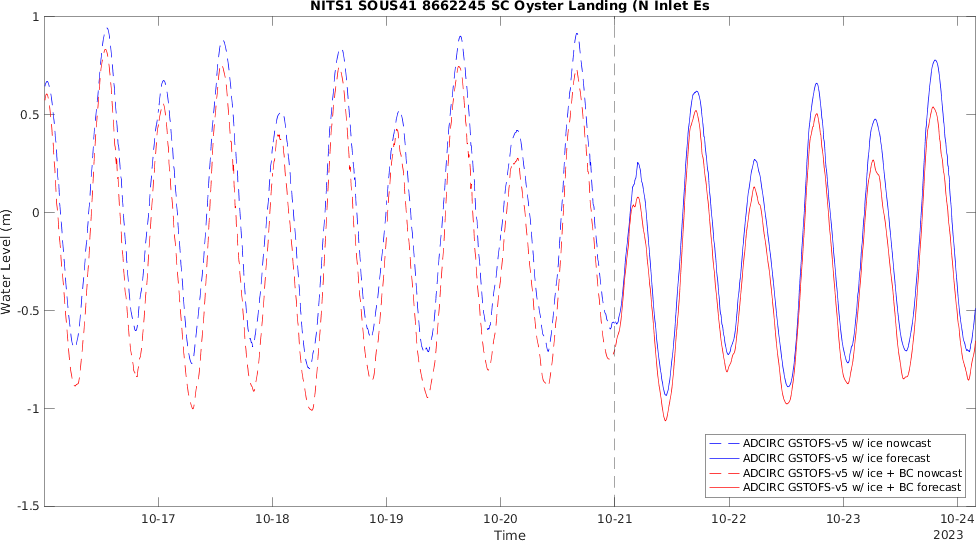 NITS1 SOUS41 8662245 SC Oyster Landing (N Inlet Es
1
0.5
0
-0.5
-1
-1.5
Water Level (m)
ADCIRC GSTOFS-v5 w/ ice nowcast
ADCIRC GSTOFS-v5 w/ ice forecast
ADCIRC GSTOFS-v5 w/ ice + BC nowcast
ADCIRC GSTOFS-v5 w/ ice + BC forecast
10-17 10-18 10-19 10-20 10-21 10-22 10-23 10-24
Time
2023